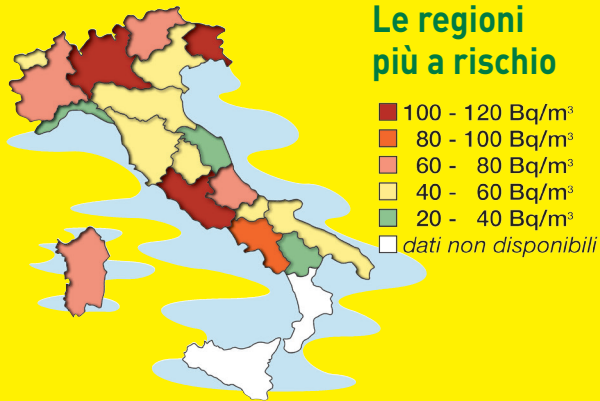 Le regioni
più a rischio
100 - 120 Bq/m³
80 - 100 Bq/m³
60 - 80 Bq/m³
40 - 60 Bq/m³
20 - 40 Bq/m³
dati non disponibili